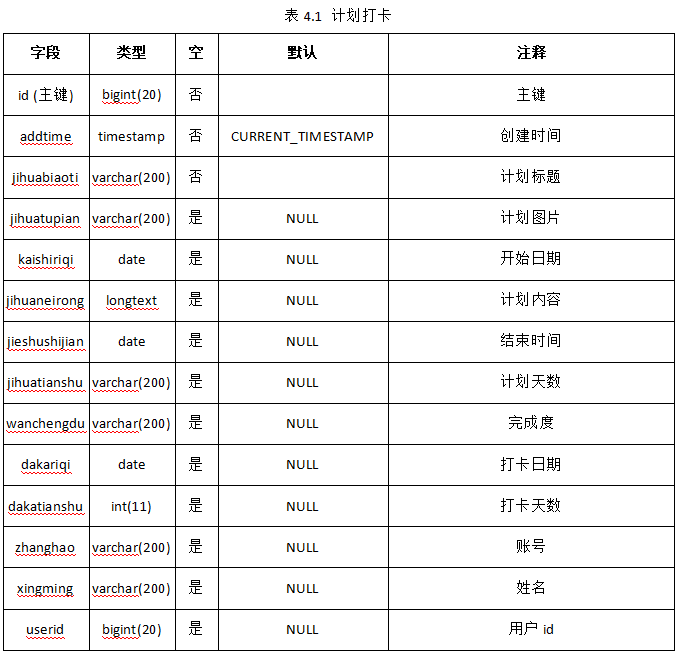 表 4.1 计划打卡
字段 类型 空 默认 注释
id (主键) bigint(20) 否 主键
addtime timestamp 否 CURRENT_TIMESTAMP 创建时间
jihuabiaoti varchar(200) 否 计划标题
jihuatupian varchar(200) 是 NULL 计划图片
kaishiriqi date 是 NULL 开始日期
jihuaneirong longtext 是 NULL 计划内容
jieshushijian date 是 NULL 结束时间
jihuatianshu varchar(200) 是 NULL 计划天数
wanchengdu varchar(200) 是 NULL 完成度
dakariqi date 是 NULL 打卡日期
dakatianshu int(11) 是 NULL 打卡天数
zhanghao varchar(200) 是 NULL 账号
xingming varchar(200) 是 NULL 姓名
userid bigint(20) 是 NULL 用户 id